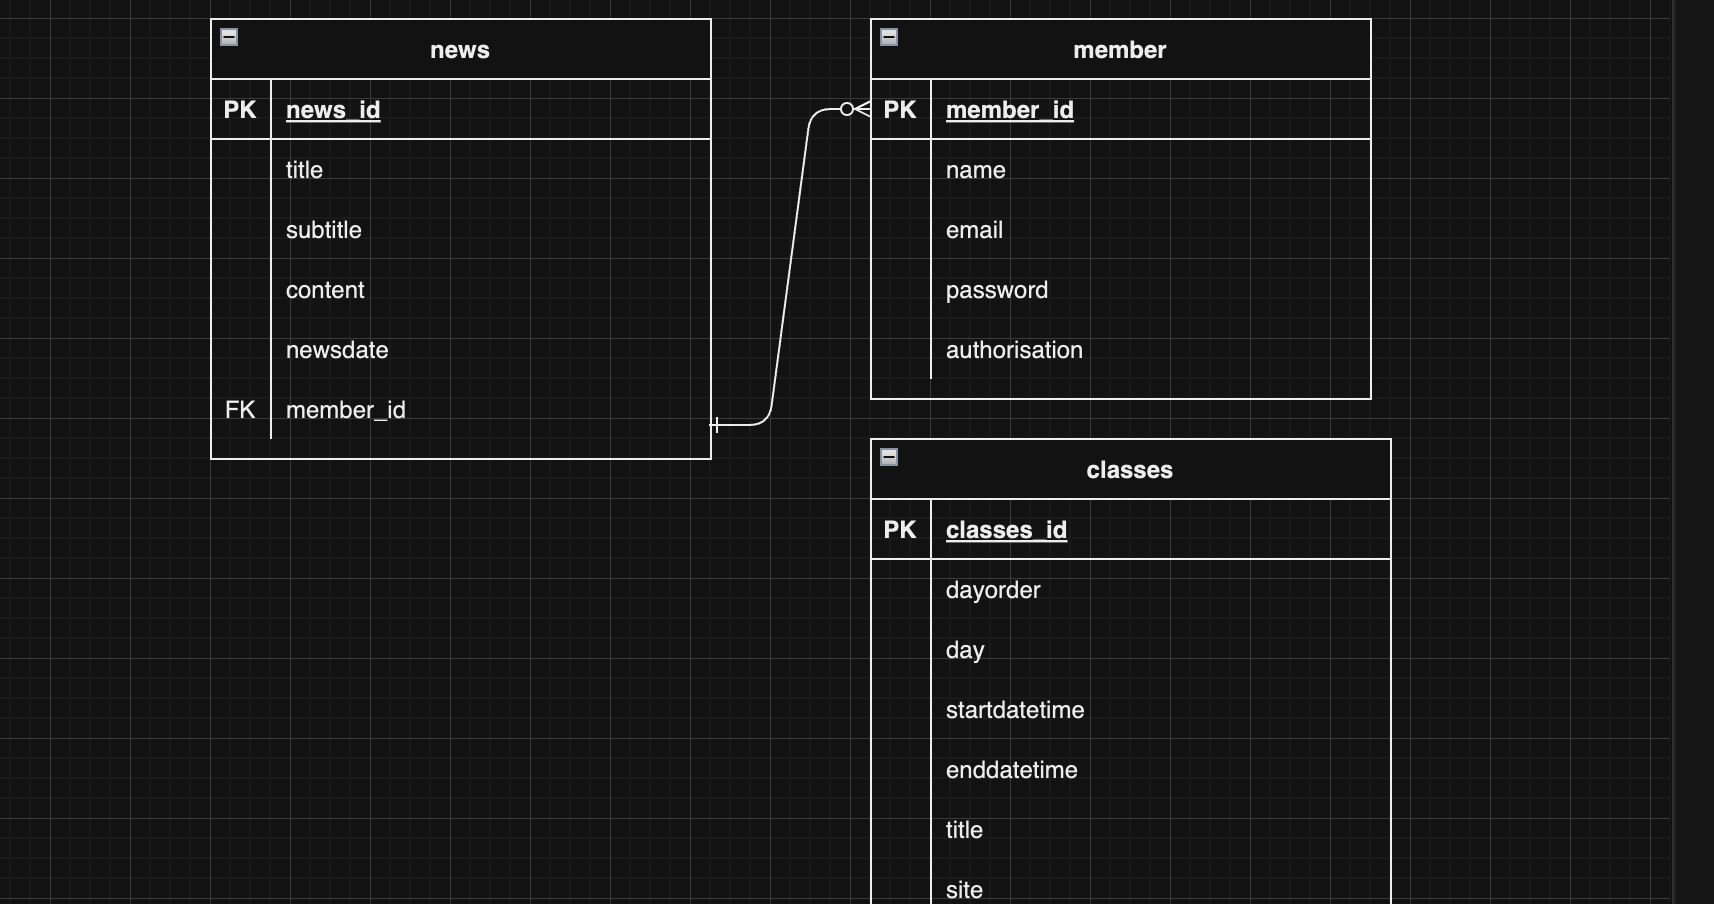 news
PK news_id
title
subtitle
content
newsdate
FK member_id
member
PK member_id
name
email
password
authorisation
classes
PK classes_id
dayorder
day
startdatetime
enddatetime
title
site